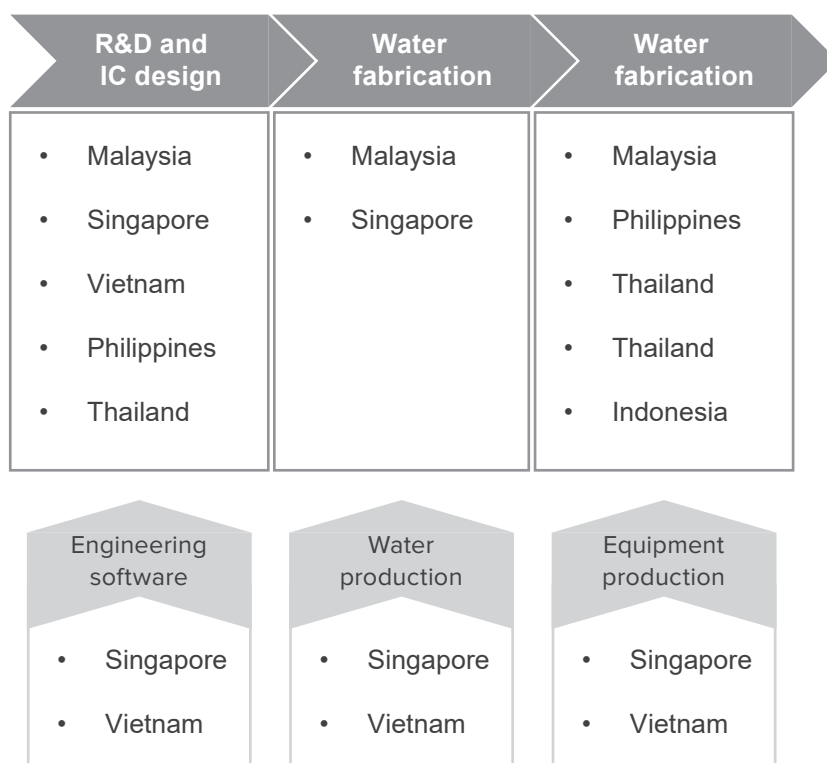 R&D and
IC design
Water
fabrication
Water
fabrication
• Malaysia
• Singapore
• Vietnam
• Philippines
• Thailand
• Malaysia
• Singapore
• Malaysia
• Philippines
• Thailand
• Thailand
• Indonesia
Engineering
software
• Singapore
• Vietnam
Water
production
• Singapore
• Vietnam
Equipment
production
• Singapore
• Vietnam